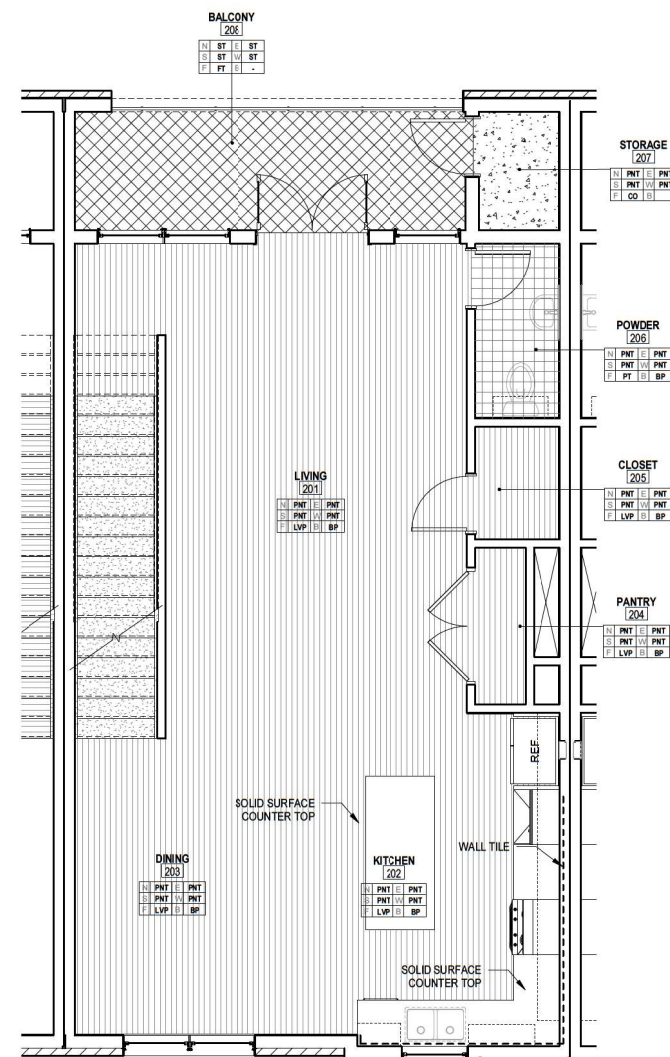 BALCONY
208
N ST E ST
S ST W ST
F FT B -
STORAGE
207
N PNT E PNT
S PNT W PNT
F CO B
POWDER
206
N PNT E PNT
S PNT W PNT
F PT B BP
CLOSET
205
N PNT E PNT
S PNT W PNT
F LVP B BP
LIVING
201
N PNT E PNT
S PNT W PNT
F LVP B BP
PANTRY
204
N PNT E PNT
S PNT W PNT
F LVP B BP
REF
SOLID SURFACE
COUNTER TOP
WALL TILE
DINING
203
N PNT E PNT
S PNT W PNT
F LVP B BP
KITCHEN
202
N PNT E PNT
S PNT W PNT
F LVP B BP
SOLID SURFACE
COUNTER TOP